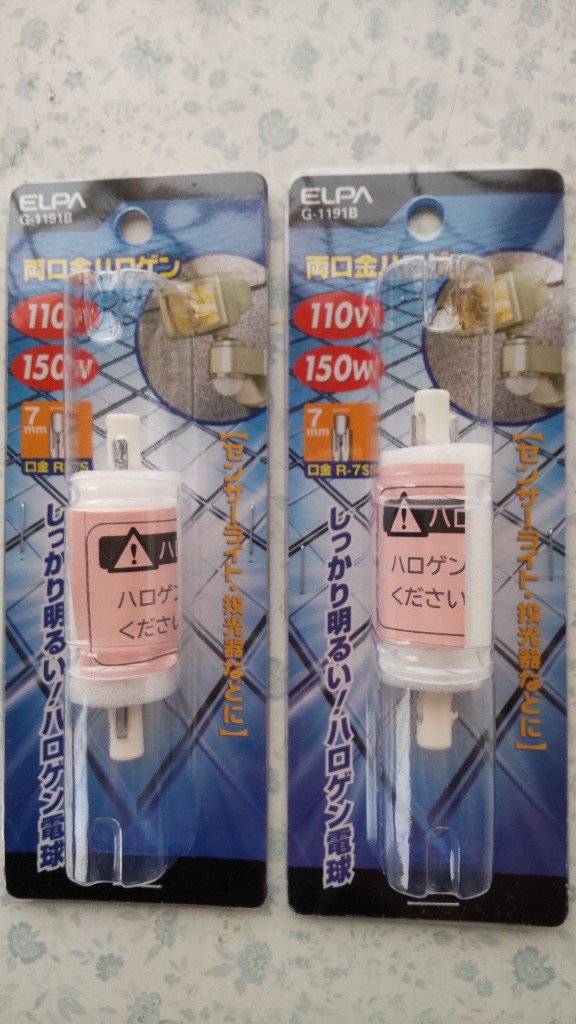 ELPA
G-1191B
両口金ハロゲン
110
150W
7
mm
口金 R-7S
【センサーライト・投光器などに】
しっかり明るい!ハロゲン電球
ハロゲン
ください
ELPA
G-1191B
両口金ハロゲン
110V
150W
7
mm
口金 R-7S
【センサーライト・投光器などに】
しっかり明るい!ハロゲン電球
ハロ
ハロゲン
ください